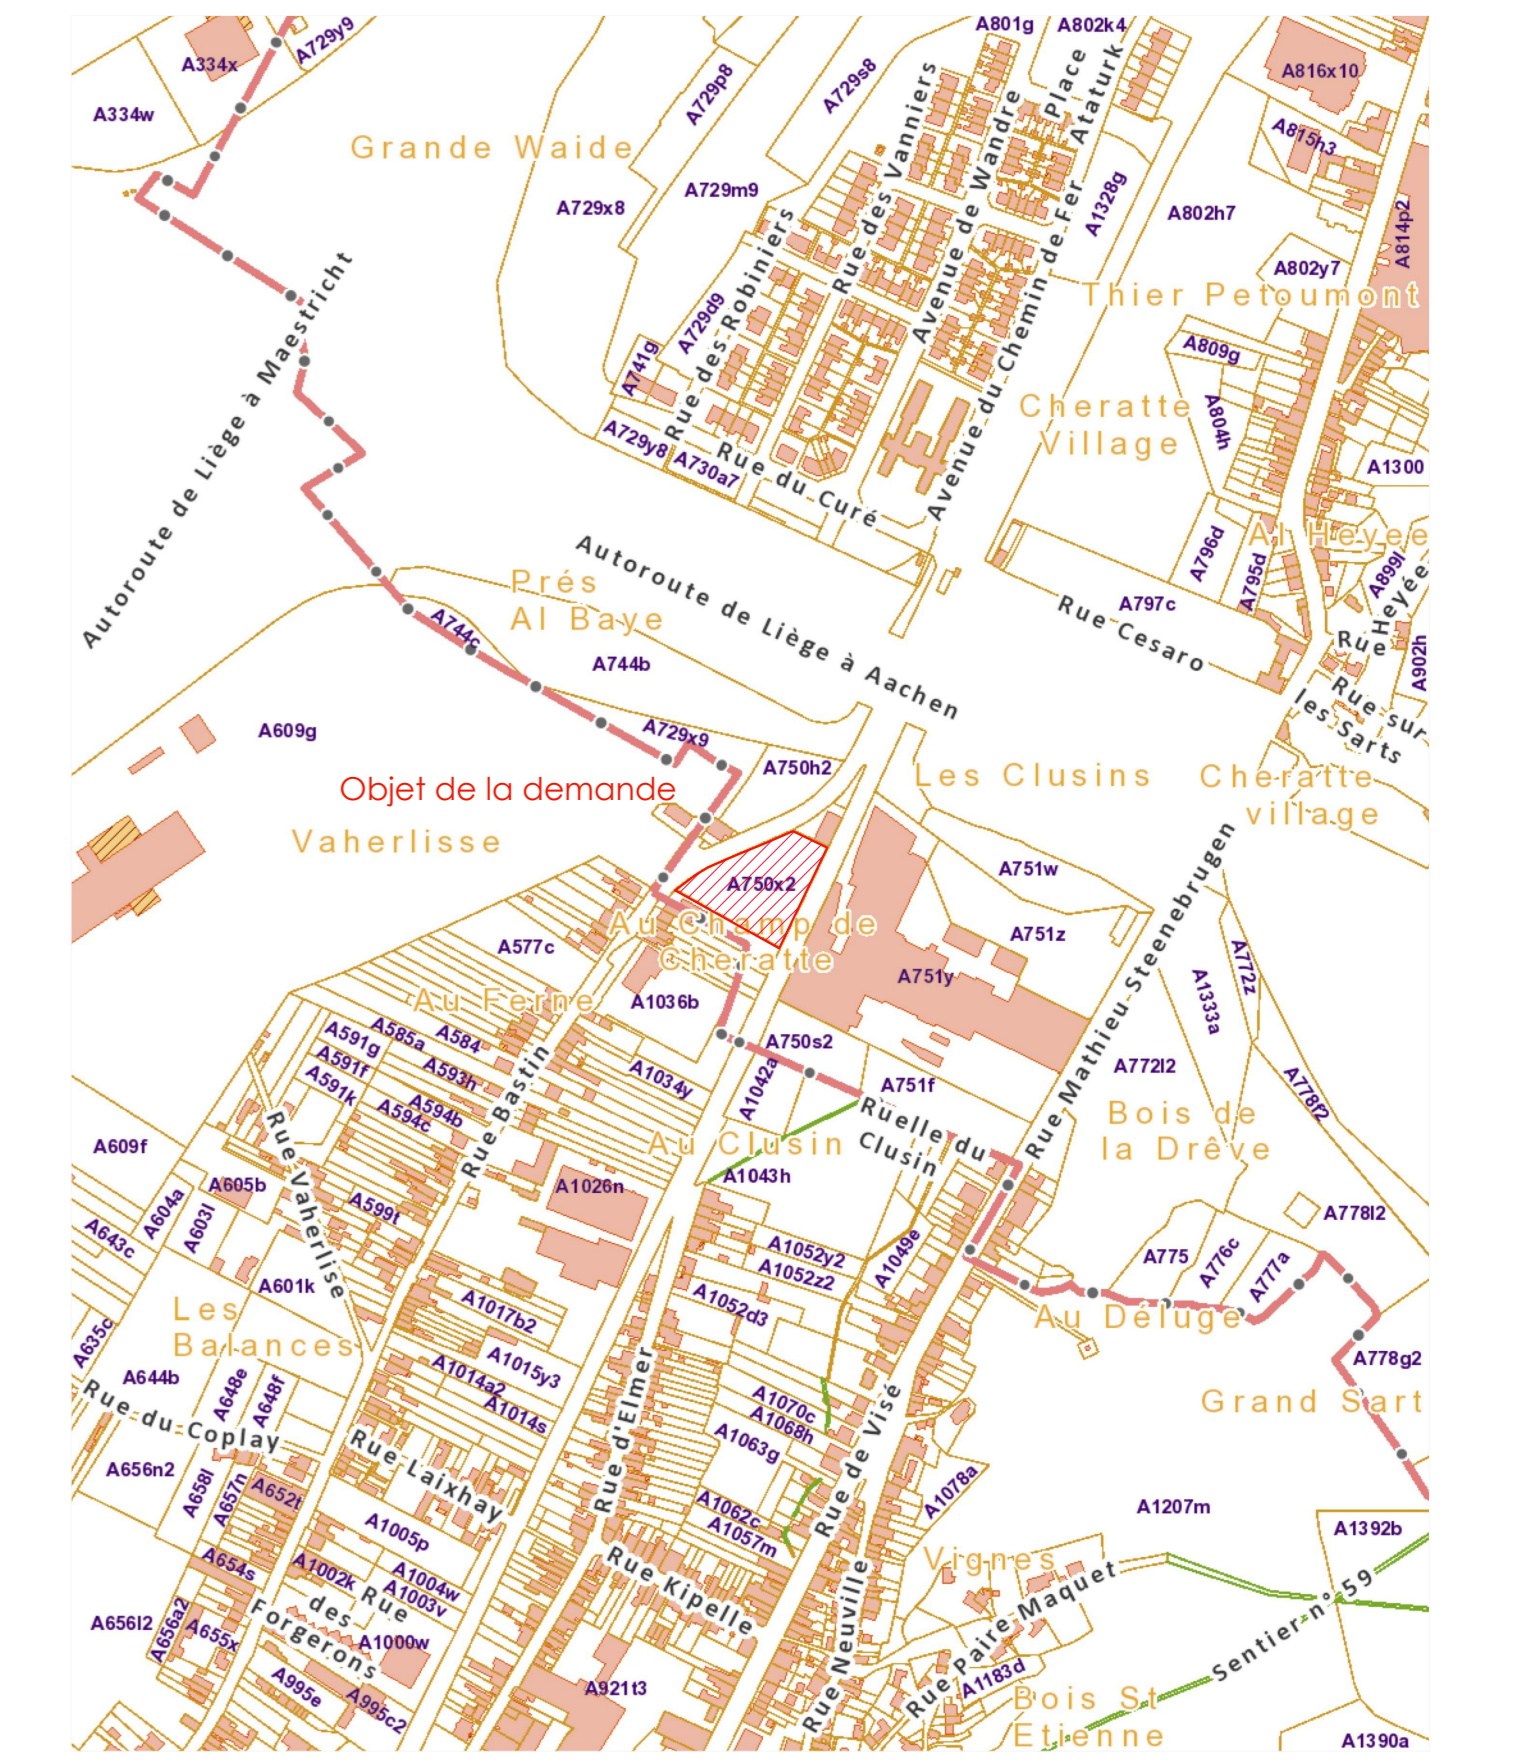 A801g
A802k4
A729y9
A334x
A816x10
A334w
A729p8
A729s8
Place
Ataturk
A815h3
Grande Waide
Rue des Vanniers
Avenue de Wandre
A729m9
A729x8
A1328g
A802h7
A814p2
A802y7
Thier Petoumont
Autoroute de Liège à Maestricht
Rue des Robiniers
A729d9
A741g
Avenue du Chemin de Fer
A809g
Cheratte
Village
A804h
A729y8
A730a7
Rue du Curé
A1300
Al Heyee
A796d
A795d
A899l
Autoroute de Liège à Aachen
Prés
Al Baye
A744c
A744b
Rue Cesaro
A797c
Rue Heyée
A902h
Rue sur
les Sarts
A609g
A729x9
A750h2
Les Clusins
Cheratte
village
Objet de la demande
Vaherlisse
A751w
A750x2
Au Champ de
Cheratte
A751z
A751y
A577c
Au Ferne
A1036b
Rue Mathieu-Steenebrugen
A1333a
A772z
A591g
A585a
A584
A591f
A593h
A591k
A594b
A594c
A1034y
A750s2
A1042a
A751f
A772l2
A778f2
Rue Bastin
Ruelle du
Clusin
Bois de
la Drêve
Au Clusin
A609f
Rue Vaherlise
A605b
A604a
A603l
A599t
A1026n
A1043h
A643c
A601k
A1052y2
A1052z2
A1049e
A1052d3
A778l2
A775
A776c
A777a
Les
Balances
A1017b2
A635c
Au Déluge
A644b
A648e
A648f
A1015y3
A1014a2
A1014s
A778g2
Rue du Coplay
Rue d'Elmer
A1070c
A1068h
A1063g
Rue de Visé
Grand Sart
A656n2
A658l
A657n
A652t
Rue Laixhay
A1062c
A1057m
A1078a
A1207m
A1392b
A1005p
A654s
A1002k
A1004w
A1003v
Rue
des
Forgerons
Rue Kipelle
Vignes
Rue Paire Maquet
Sentier n° 59
A656l2
A656a2
A655x
A1000w
A995e
A995c2
A921t3
Rue Neuville
A1183d
Bois St
Etienne
A1390a